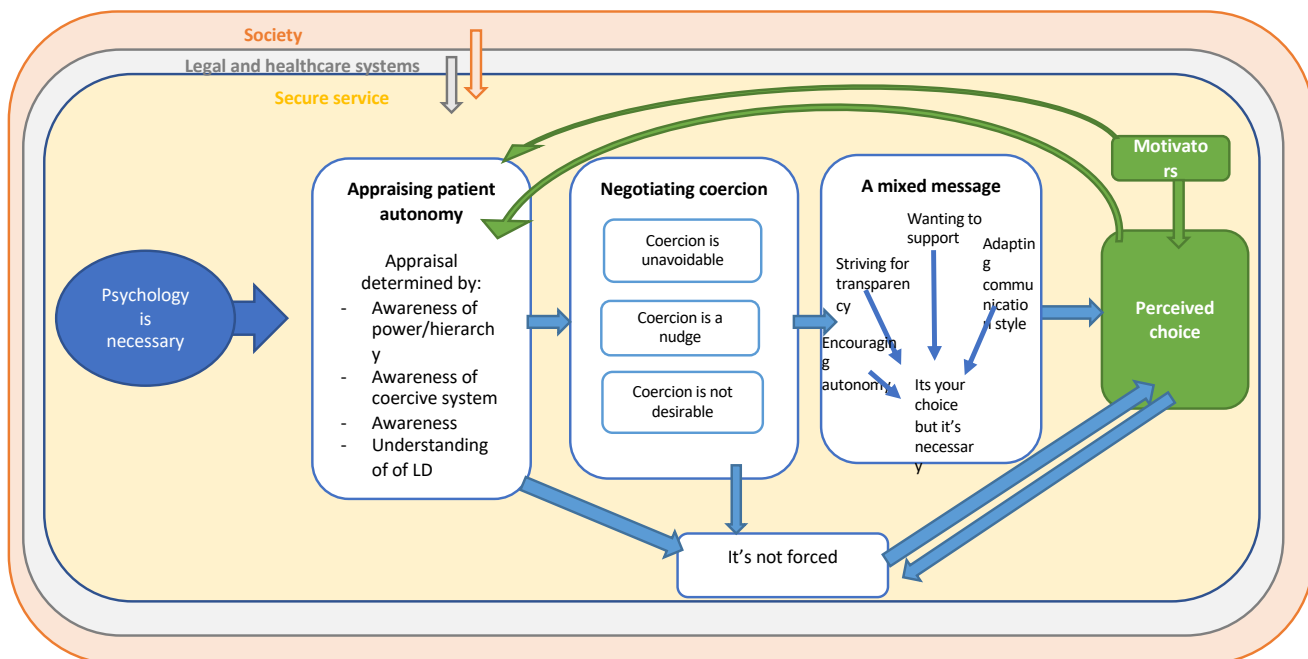 Society
Legal and healthcare systems
Secure service
Psychology
is
necessary
Appraising patient
autonomy
Appraisal
determined by:
- Awareness of
power/hierarch
y
- Awareness of
coercive system
- Awareness
- Understanding
of of LD
Negotiating coercion
Coercion is
unavoidable
Coercion is a
nudge
Coercion is not
desirable
A mixed message
Wanting to
support
Striving for
transparen
cy
Adaptin
g
commu
nicatio
n style
Encouragin
g
autonomy
Its your
choice
but it's
necessar
y
It’s not forced
Motivato
rs
Perceived
choice